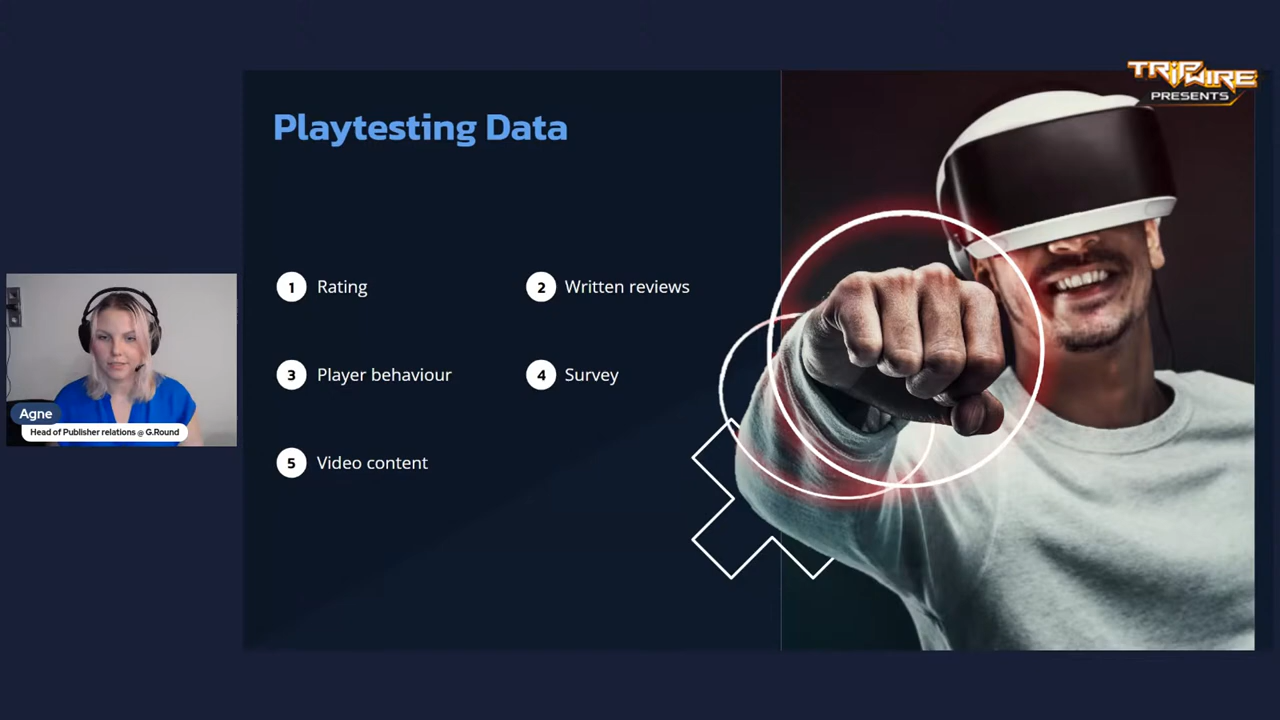 TRIPWIRE
PRESENTS
Playtesting Data
1 Rating
2 Written reviews
3 Player behaviour
4 Survey
5 Video content
Agne
Head of Publisher relations @ G.Round